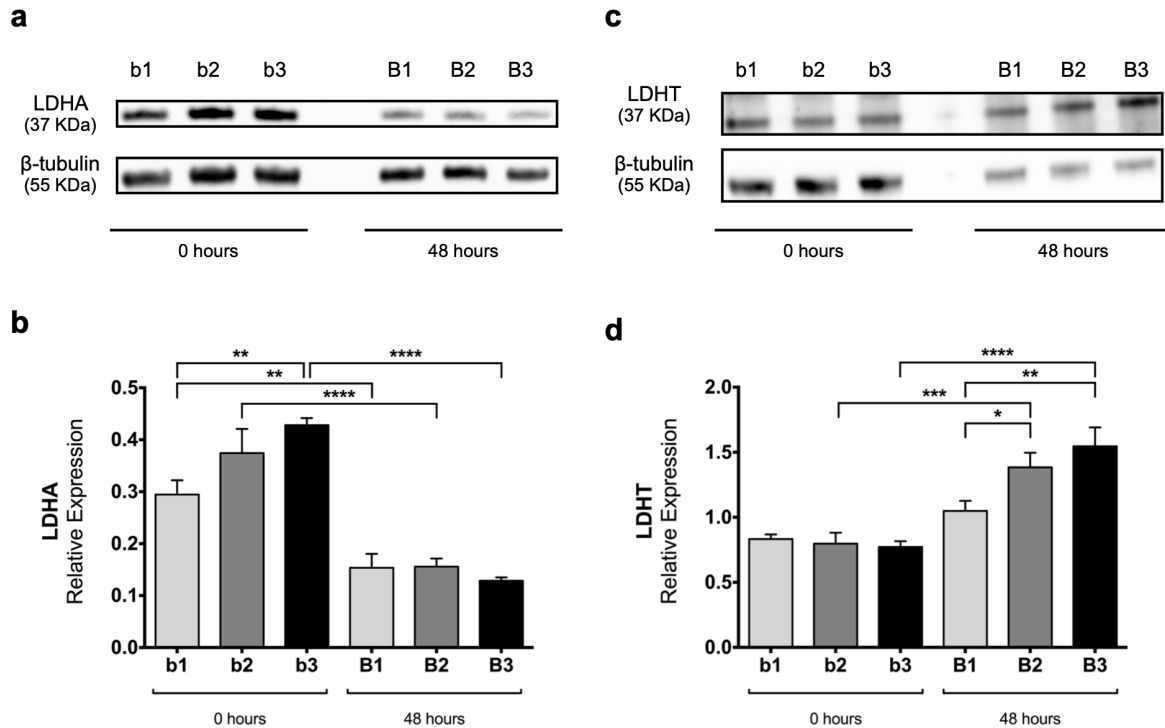 a
b1 b2 b3 B1 B2 B3
LDHA
(37 KDa)
β-tubulin
(55 KDa)
0 hours 48 hours
b
** ****
**
****
LDHA
Relative Expression
0.5
0.4
0.3
0.2
0.1
0.0
b1 b2 b3 B1 B2 B3
0 hours 48 hours
c
b1 b2 b3 B1 B2 B3
LDHT
(37 KDa)
β-tubulin
(55 KDa)
0 hours 48 hours
d
****
**
***
*
LDHT
Relative Expression
2.0
1.5
1.0
0.5
0.0
b1 b2 b3 B1 B2 B3
0 hours 48 hours